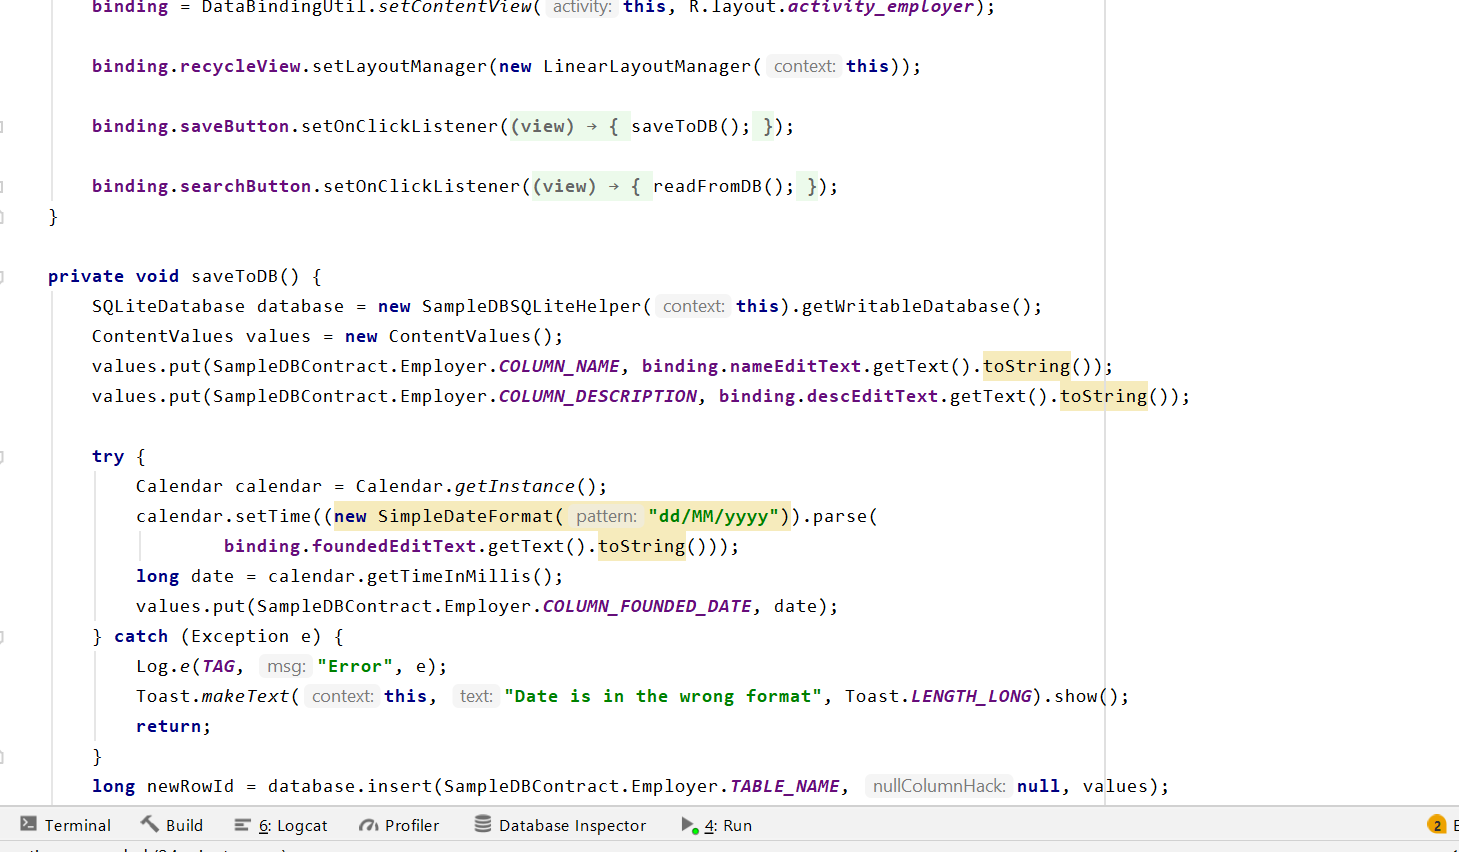 binding = DataBindingUtil.setContentView( activity: this, R.layout.activity_employer);
binding.recycleView.setLayoutManager(new LinearLayoutManager( context: this));
binding.saveButton.setOnClickListener((view) → { saveToDB(); });
binding.searchButton.setOnClickListener((view) → { readFromDB(); });
}
private void saveToDB() {
SQLiteDatabase database = new SampleDBSQLiteHelper( context: this).getWritableDatabase();
ContentValues values = new ContentValues();
values.put(SampleDBContract.Employer.COLUMN_NAME, binding.nameEditText.getText().toString());
values.put(SampleDBContract.Employer.COLUMN_DESCRIPTION, binding.descEditText.getText().toString());
try {
Calendar calendar = Calendar.getInstance();
calendar.setTime((new SimpleDateFormat( pattern: "dd/MM/yyyy")).parse(
binding.foundedEditText.getText().toString()));
long date = calendar.getTimeInMillis();
values.put(SampleDBContract.Employer.COLUMN_FOUNDED_DATE, date);
} catch (Exception e) {
Log.e(TAG, msg: "Error", e);
Toast.makeText( context: this, text: "Date is in the wrong format", Toast.LENGTH_LONG).show();
return;
}
long newRowId = database.insert(SampleDBContract.Employer.TABLE_NAME, nullColumnHack: null, values);
Terminal Build 6: Logcat Profiler Database Inspector 4: Run 2 E